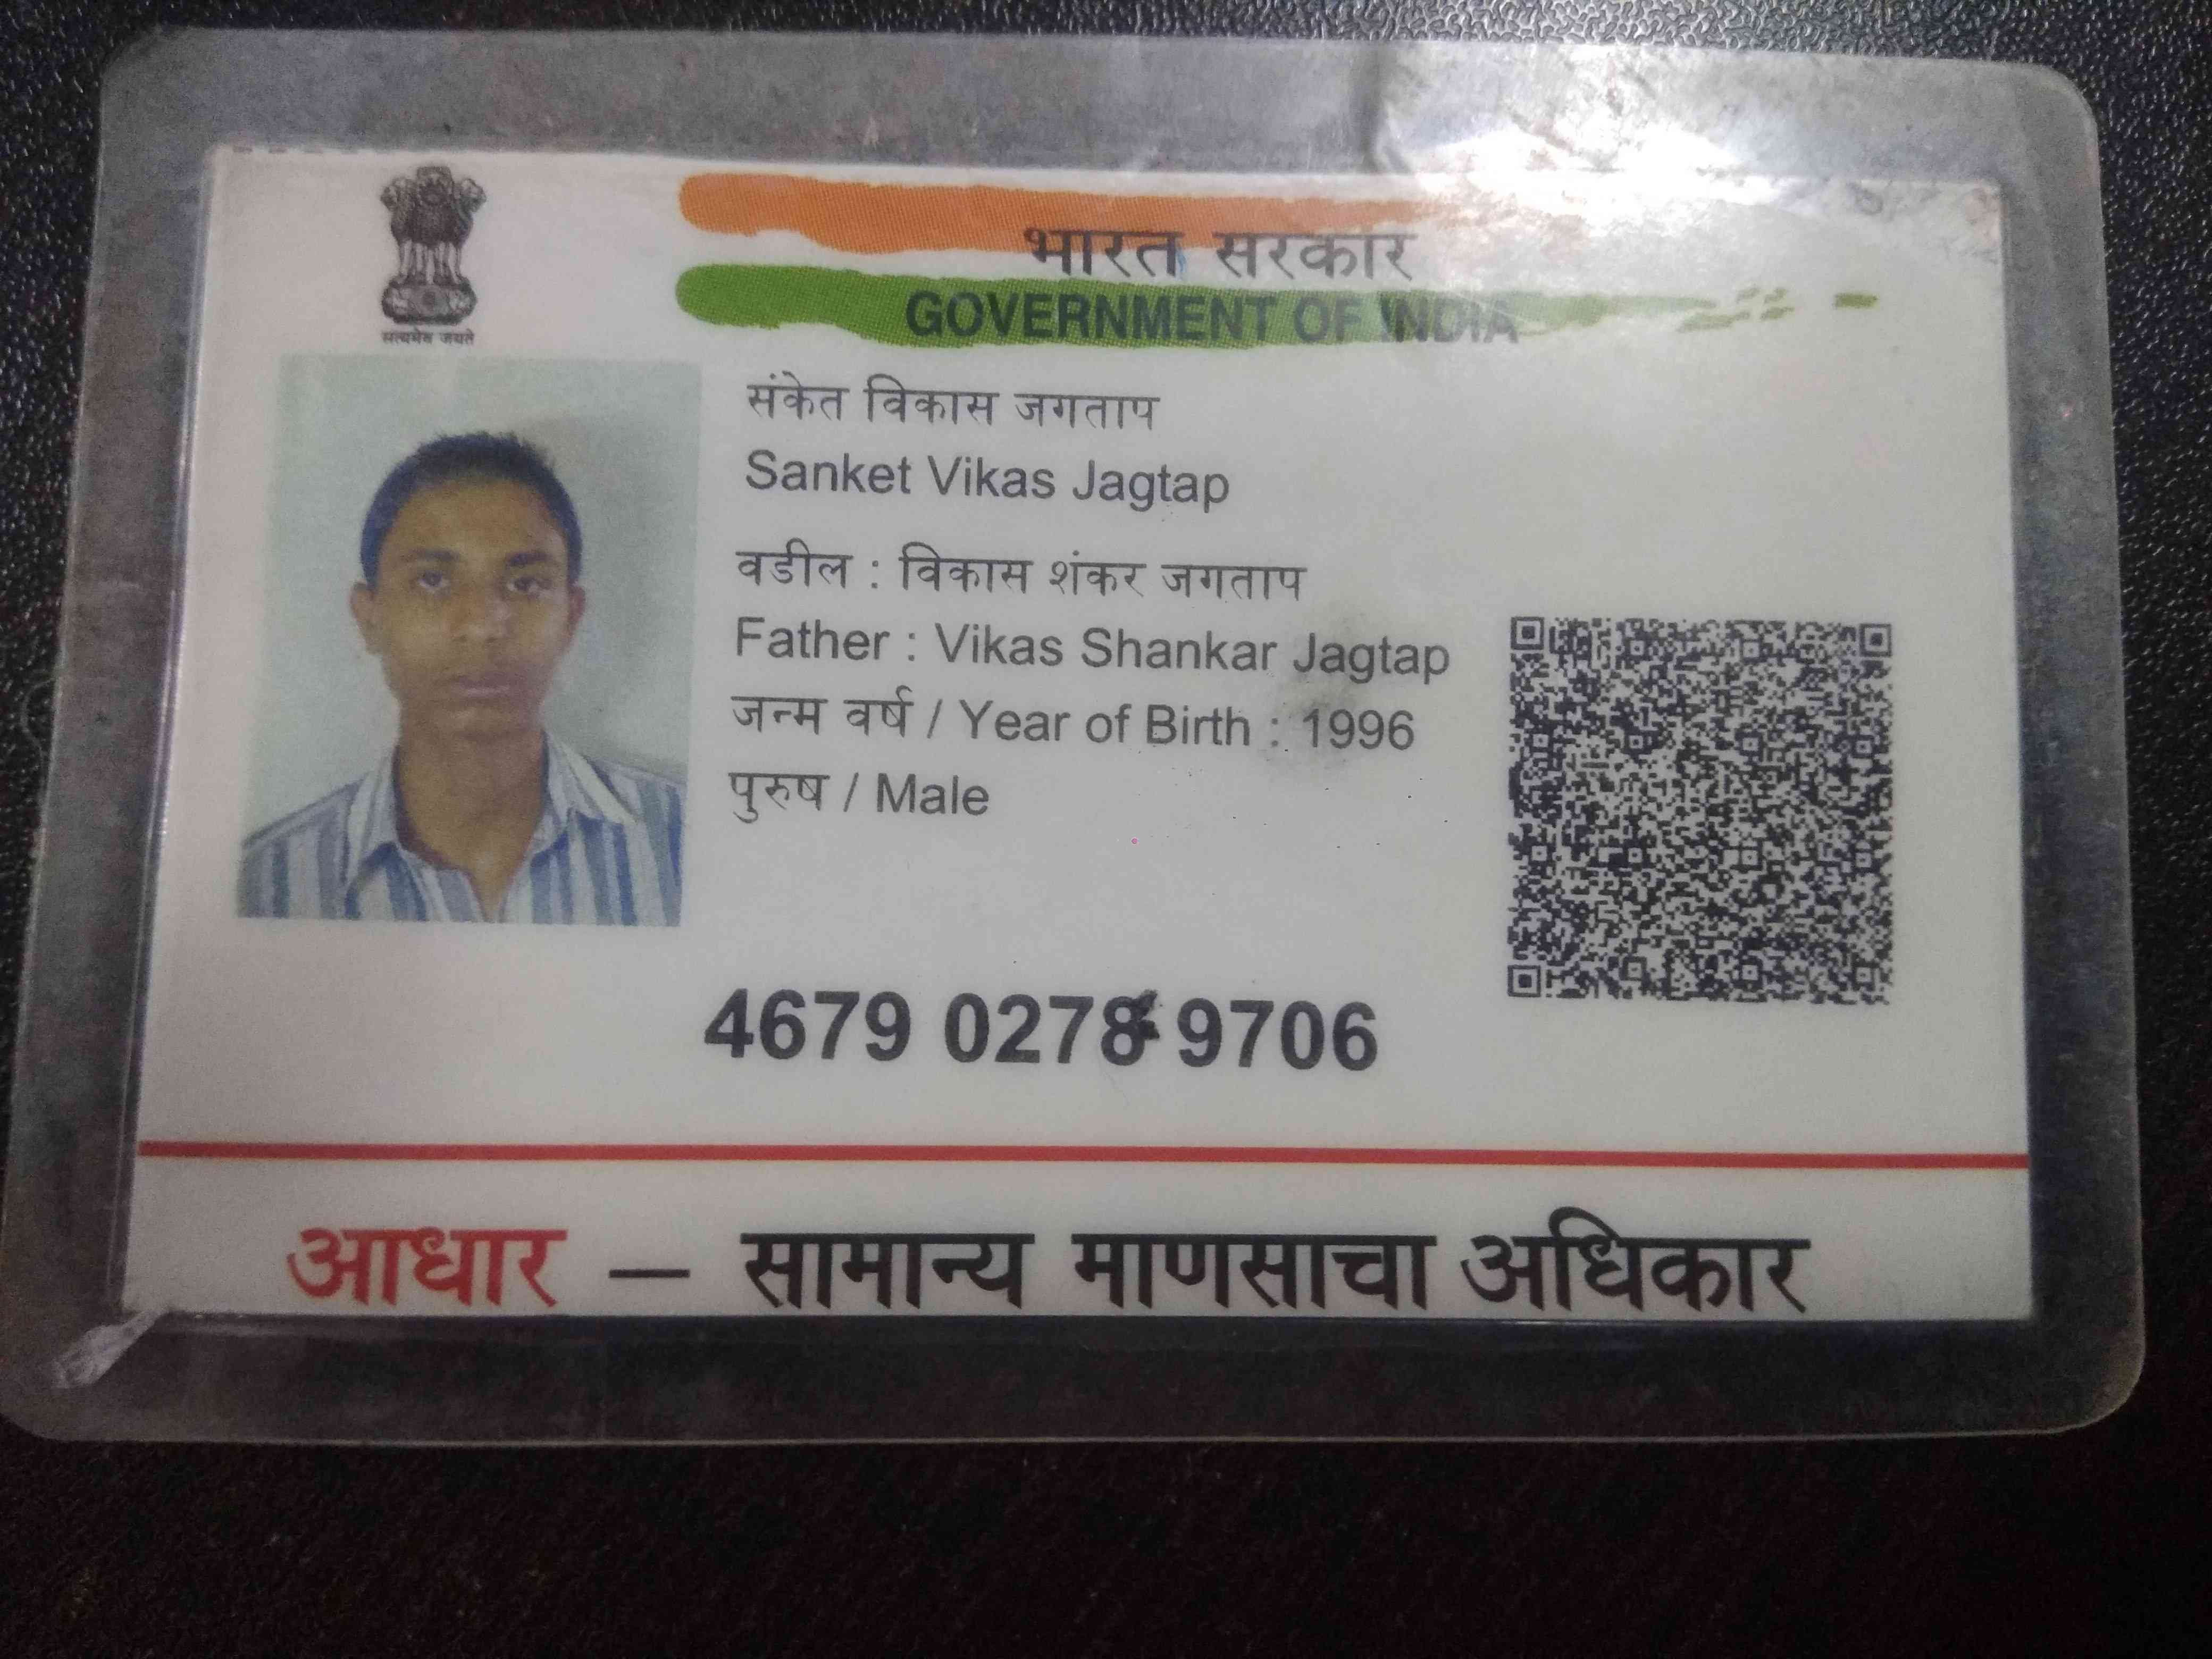 सत्यमेव जयते
भारत सरकार
GOVERNMENT OF INDIA
संकेत विकास जगताप
Sanket Vikas Jagtap
वडील : विकास शंकर जगताप
Father : Vikas Shankar Jagtap
जन्म वर्ष / Year of Birth : 1996
पुरुष / Male
4679 0278 9706
आधार — सामान्य माणसाचा अधिकार